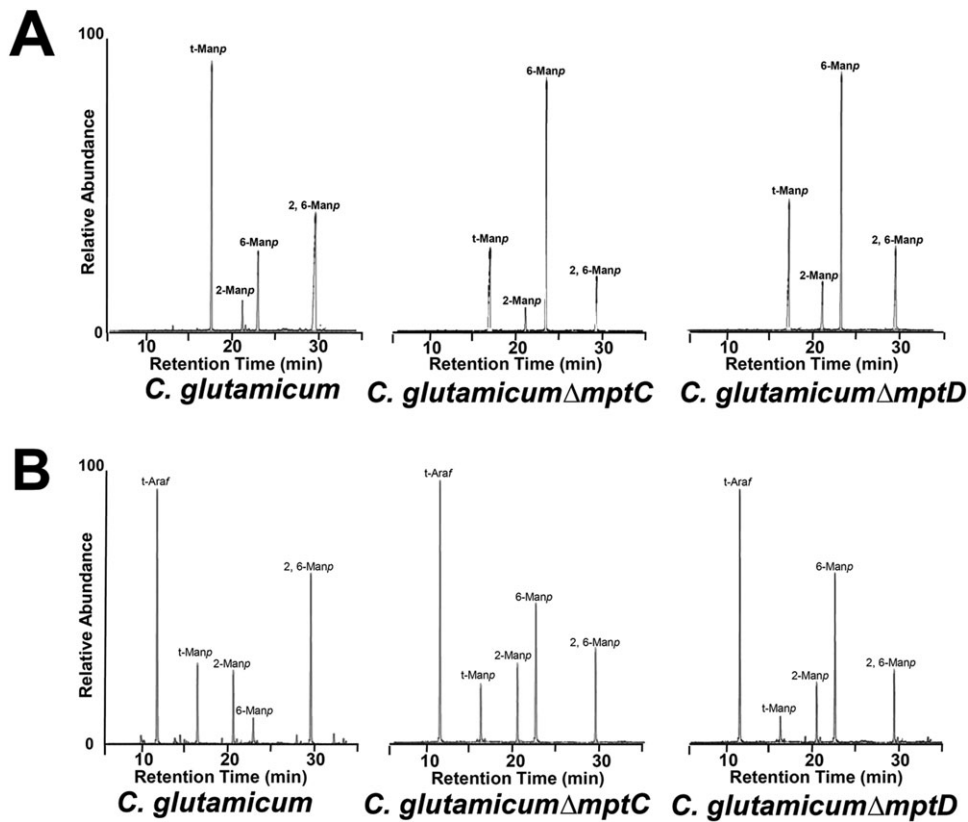 A
100
t-Manp
2-Manp
6-Manp
2, 6-Manp
Relative Abundance
0
10 20 30
Retention Time (min)
C. glutamicum
t-Manp
2-Manp
6-Manp
2, 6-Manp
10 20 30
Retention Time (min)
C. glutamicumΔmptC
t-Manp
2-Manp
6-Manp
2, 6-Manp
10 20 30
Retention Time (min)
C. glutamicumΔmptD
B
100
t-Araf
t-Manp
2-Manp
6-Manp
2, 6-Manp
Relative Abundance
0
10 20 30
Retention Time (min)
C. glutamicum
t-Araf
t-Manp
2-Manp
6-Manp
2, 6-Manp
10 20 30
Retention Time (min)
C. glutamicumΔmptC
t-Araf
t-Manp
2-Manp
6-Manp
2, 6-Manp
10 20 30
Retention Time (min)
C. glutamicumΔmptD